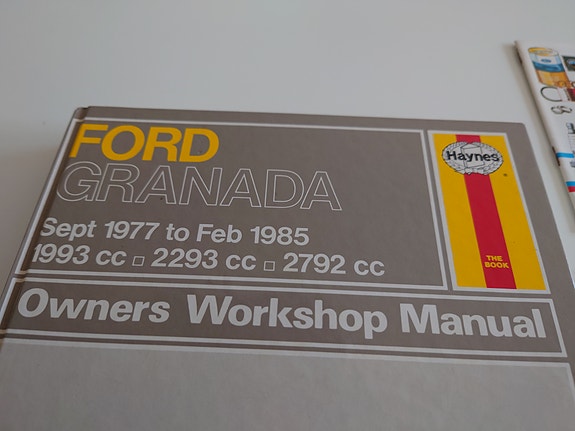 FORD
GRANADA
Sept 1977 to Feb 1985
1993 cc □ 2293 cc □ 2792 cc
Haynes
®
THE
BOOK
Owners Workshop Manual